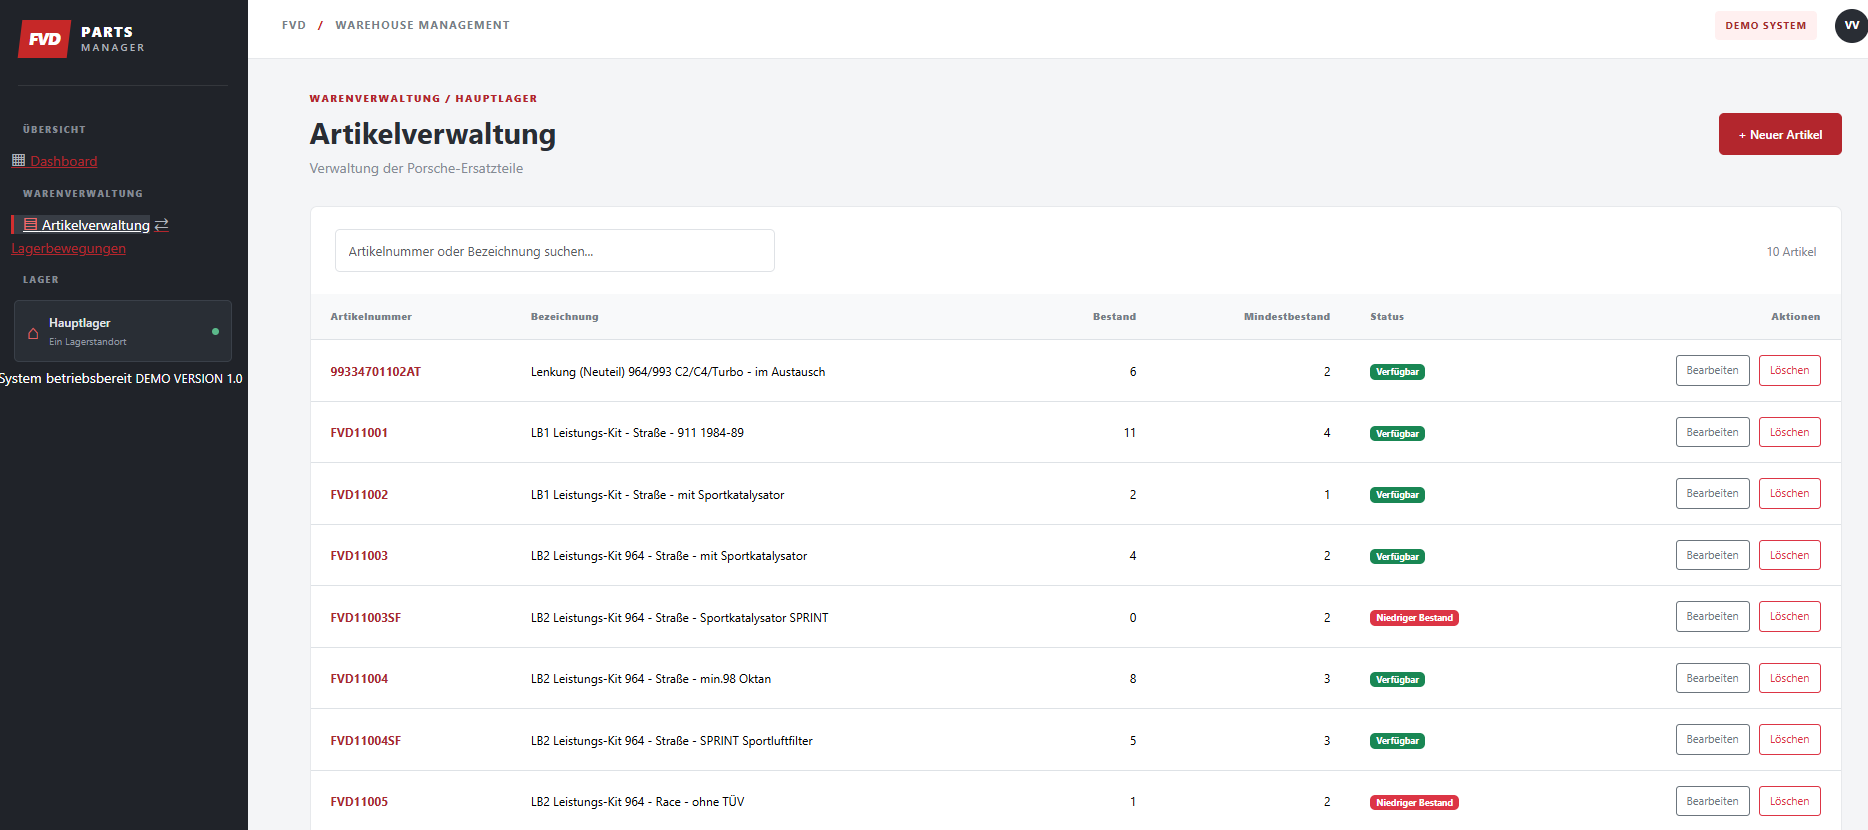 FVD PARTS
MANAGER
FVD / WAREHOUSE MANAGEMENT
DEMO SYSTEM
VV
ÜBERSICHT
Dashboard
WARENVERWALTUNG
Artikelverwaltung
Lagerbewegungen
LAGER
Hauptlager
Ein Lagerstandort
System betriebsbereit DEMO VERSION 1.0
WARENVERWALTUNG / HAUPTLAGER
Artikelverwaltung
Verwaltung der Porsche-Ersatzteile
+ Neuer Artikel
Artikelnummer oder Bezeichnung suchen...
10 Artikel
Artikelnummer Bezeichnung Bestand Mindestbestand Status Aktionen
99334701102AT Lenkung (Neuteil) 964/993 C2/C4/Turbo - im Austausch 6 2 Verfügbar Bearbeiten Löschen
FVD11001 LB1 Leistungs-Kit - Straße - 911 1984-89 11 4 Verfügbar Bearbeiten Löschen
FVD11002 LB1 Leistungs-Kit - Straße - mit Sportkatalysator 2 1 Verfügbar Bearbeiten Löschen
FVD11003 LB2 Leistungs-Kit 964 - Straße - mit Sportkatalysator 4 2 Verfügbar Bearbeiten Löschen
FVD11003SF LB2 Leistungs-Kit 964 - Straße - Sportkatalysator SPRINT 0 2 Niedriger Bestand Bearbeiten Löschen
FVD11004 LB2 Leistungs-Kit 964 - Straße - min.98 Oktan 8 3 Verfügbar Bearbeiten Löschen
FVD11004SF LB2 Leistungs-Kit 964 - Straße - SPRINT Sportluftfilter 5 3 Verfügbar Bearbeiten Löschen
FVD11005 LB2 Leistungs-Kit 964 - Race - ohne TÜV 1 2 Niedriger Bestand Bearbeiten Löschen